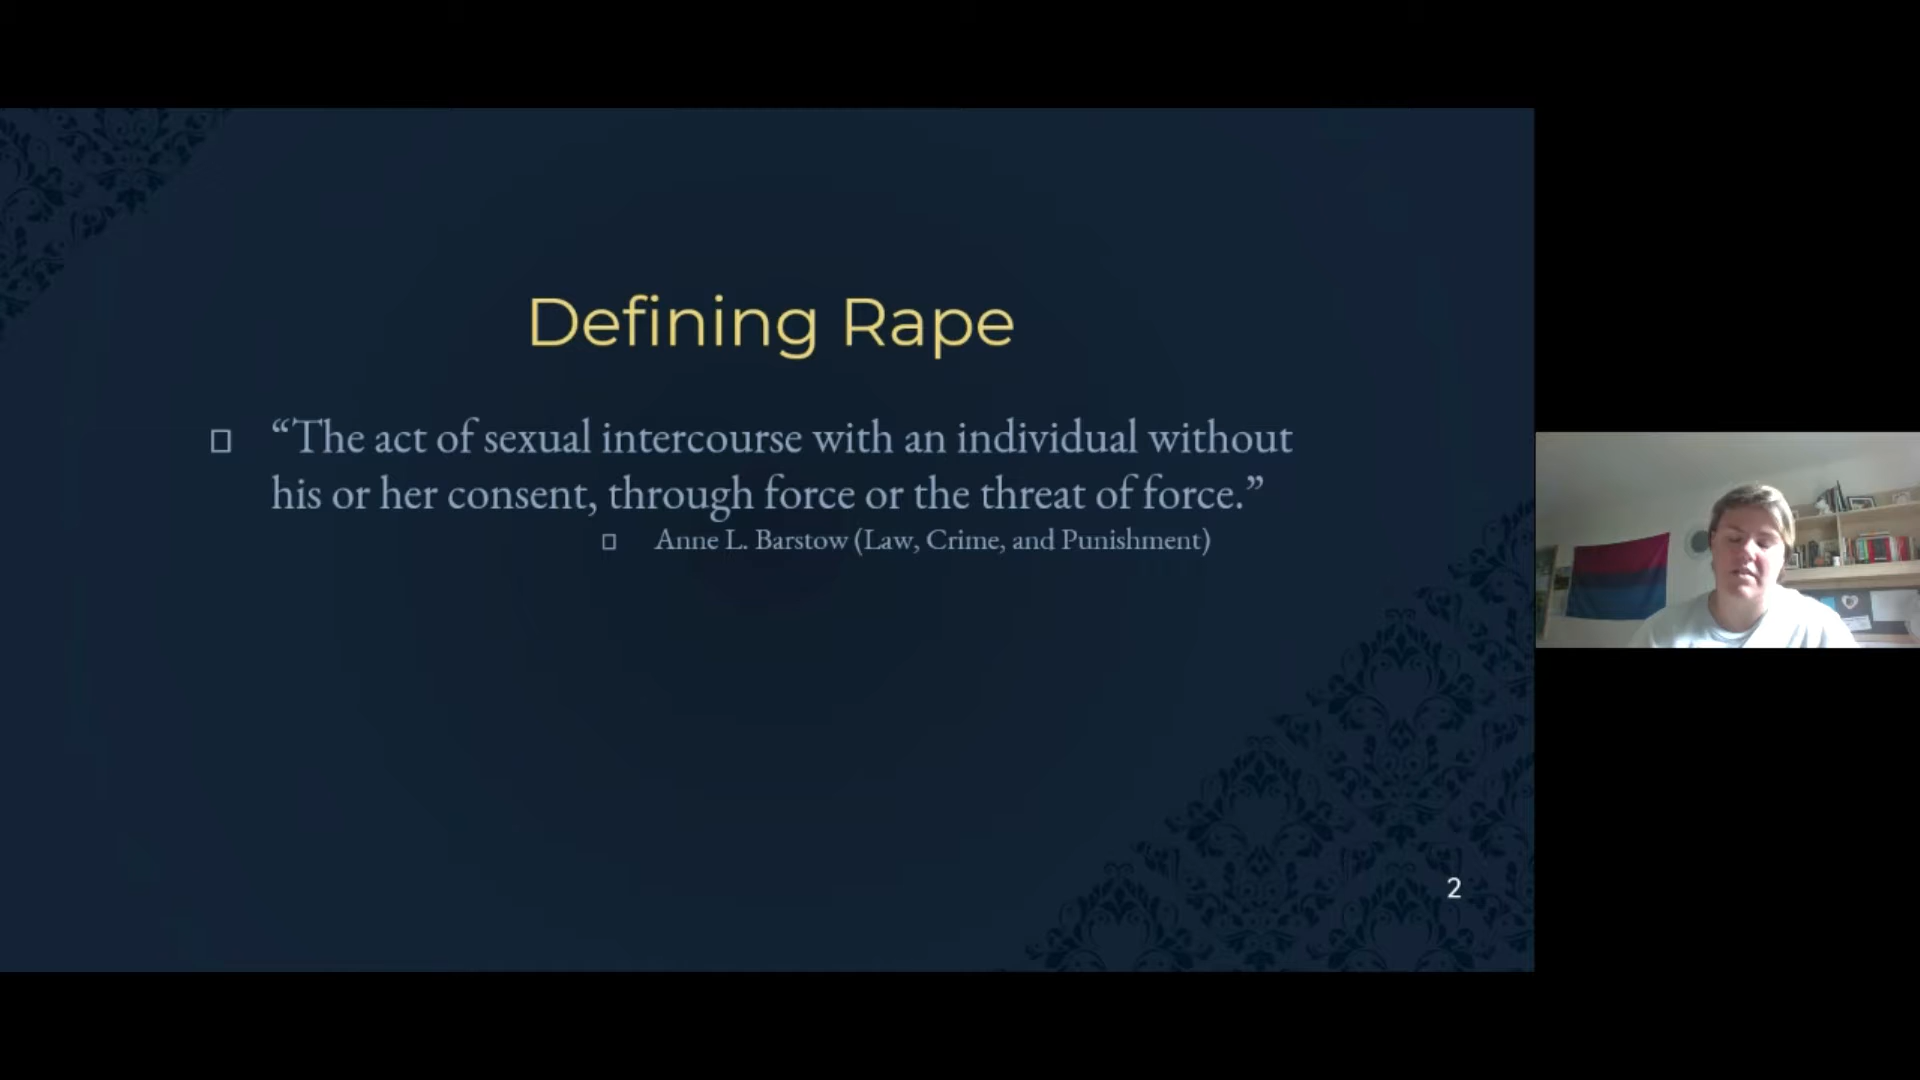 Defining Rape
“The act of sexual intercourse with an individual without
his or her consent, through force or the threat of force.”
Anne L. Barstow (Law, Crime, and Punishment)
2